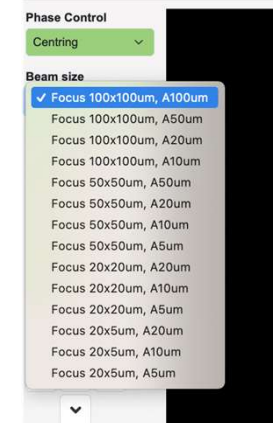 Phase Control
Centring
Beam size
Focus 100x100um, A100um
Focus 100x100um, A50um
Focus 100x100um, A20um
Focus 100x100um, A10um
Focus 50x50um, A50um
Focus 50x50um, A20um
Focus 50x50um, A10um
Focus 50x50um, A5um
Focus 20x20um, A20um
Focus 20x20um, A10um
Focus 20x20um, A5um
Focus 20x5um, A20um
Focus 20x5um, A10um
Focus 20x5um, A5um